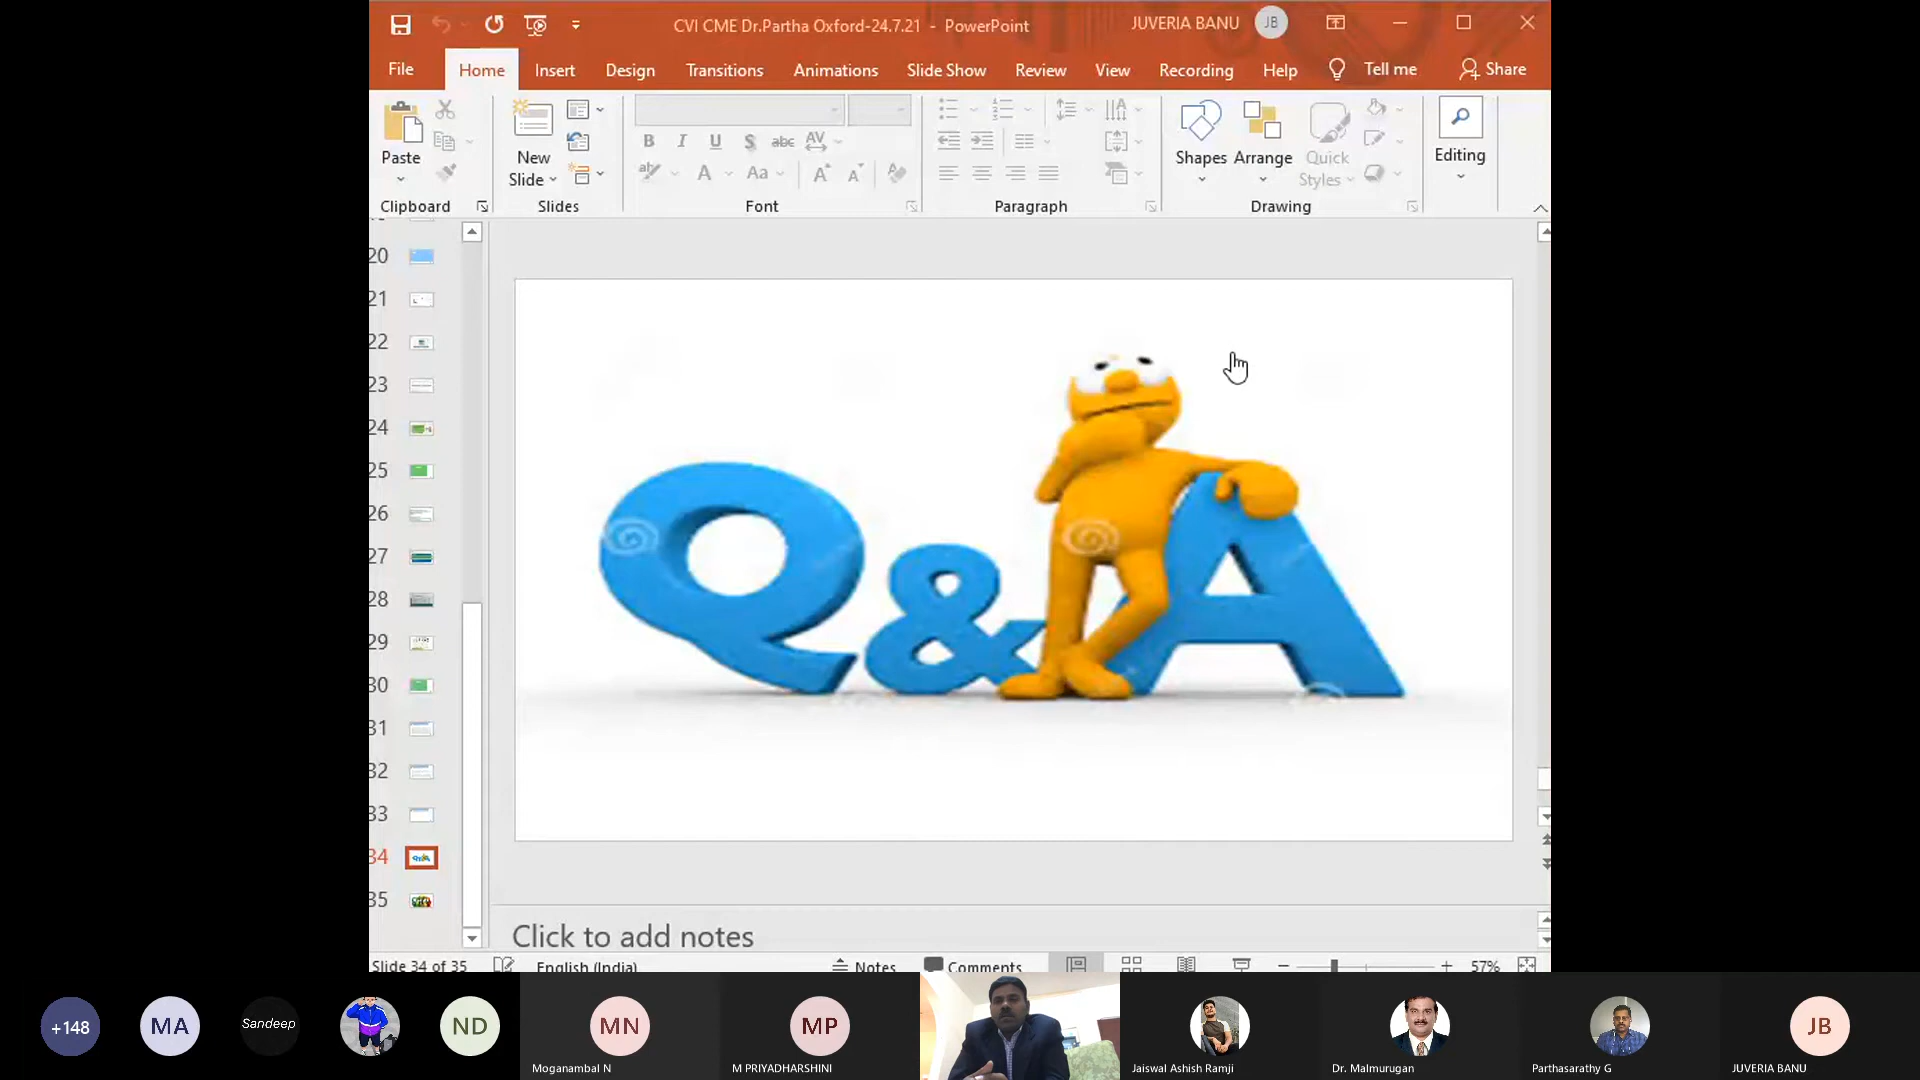 CVI CME Dr.Partha Oxford-24.7.21 - PowerPoint
JUVERIA BANU
JB
File
Home
Insert
Design
Transitions
Animations
Slide Show
Review
View
Recording
Help
Tell me
Share
Paste
New
Slide
B I U S abc AV
A Aa A A
Shapes
Arrange
Quick
Styles
Editing
Clipboard
Slides
Font
Paragraph
Drawing
20
21
22
23
24
25
26
27
28
29
30
31
32
33
34
35
Q&A
Click to add notes
Slide 34 of 35
English (India)
Notes
Comments
57%
+148
MA
Sandeep
ND
MN
Moganambal N
MP
M PRIYADHARSHINI
Jaiswal Ashish Ramji
Dr. Malmurugan
Parthasarathy G
JB
JUVERIA BANU